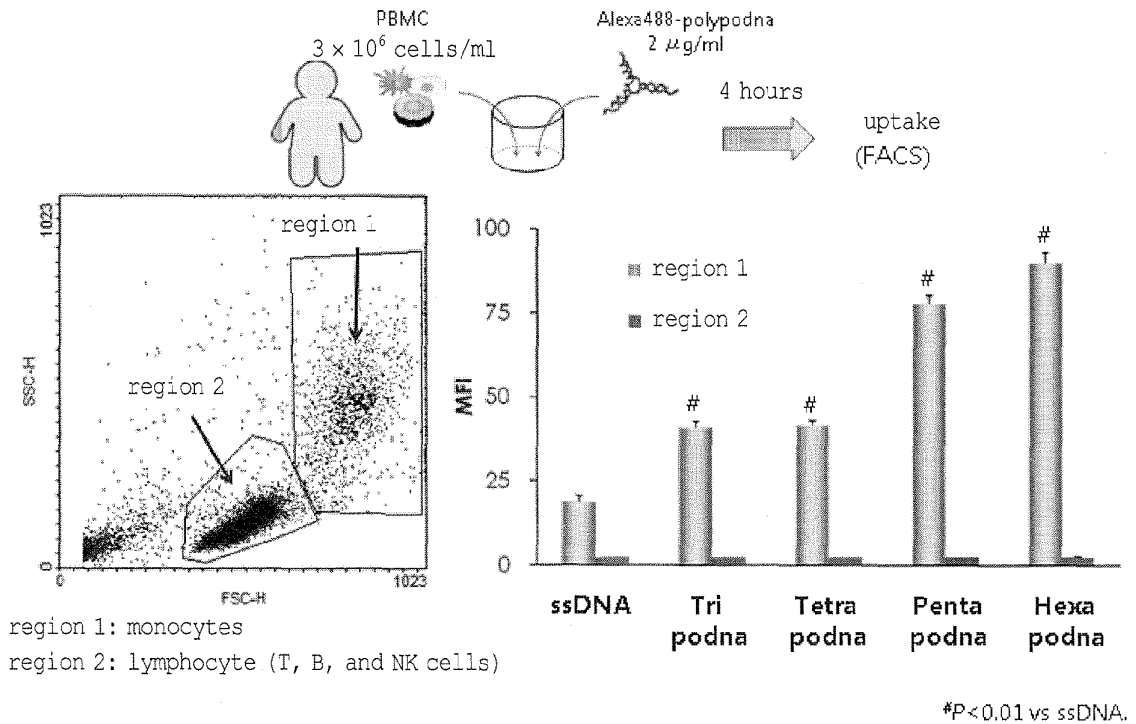 PBMC
3 × 10⁶ cells/ml
Alexa488-polypodna
2 μg/ml
4 hours
uptake
(FACS)
1023
region 1
region 2
SSC-H
0
0
FSC-H
1023
region 1: monocytes
region 2: lymphocyte (T, B, and NK cells)
100
75
50
25
0
MFI
region 1
region 2
#
#
#
#
ssDNA
Tri podna
Tetra podna
Penta podna
Hexa podna
#P<0.01 vs ssDNA.